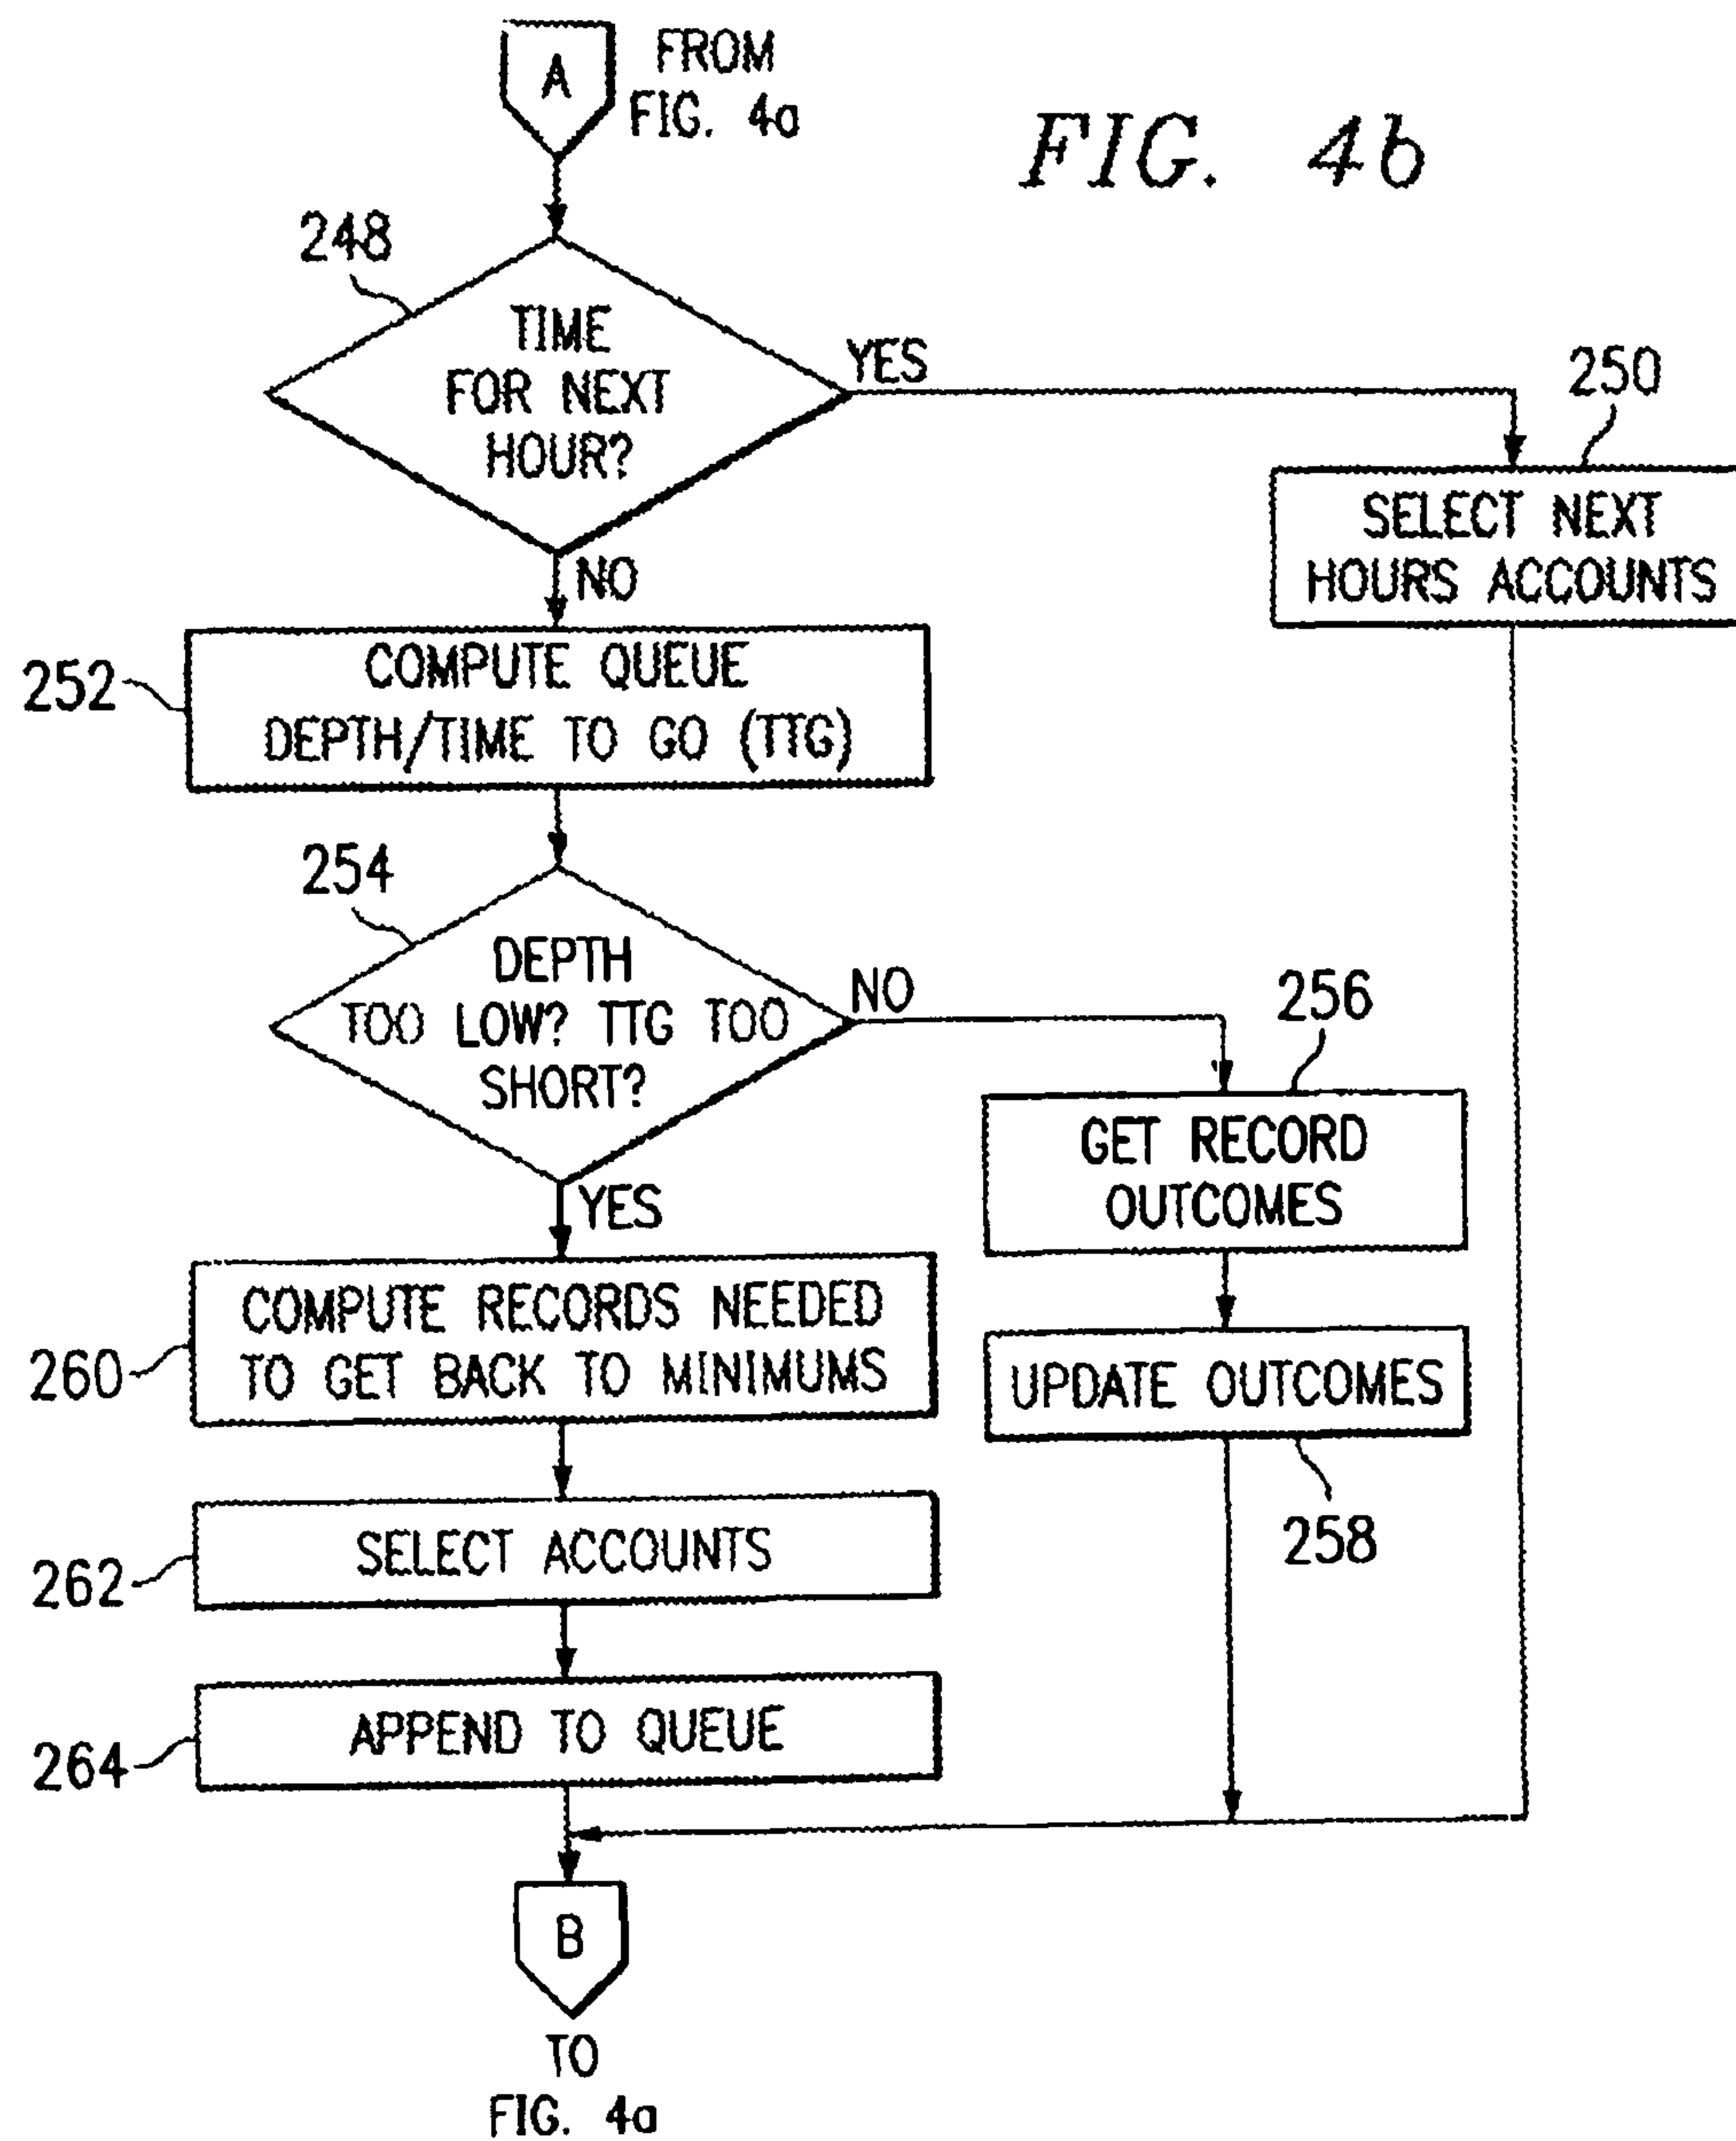 A
FROM
FIG. 4a
FIG. 4b
248
TIME
FOR NEXT
HOUR?
YES
250
SELECT NEXT
HOURS ACCOUNTS
NO
252
COMPUTE QUEUE
DEPTH/TIME TO GO (TTG)
254
DEPTH
TOO LOW? TTG TOO
SHORT?
NO
256
GET RECORD
OUTCOMES
YES
260
COMPUTE RECORDS NEEDED
TO GET BACK TO MINIMUMS
UPDATE OUTCOMES
258
262
SELECT ACCOUNTS
264
APPEND TO QUEUE
B
TO
FIG. 4a